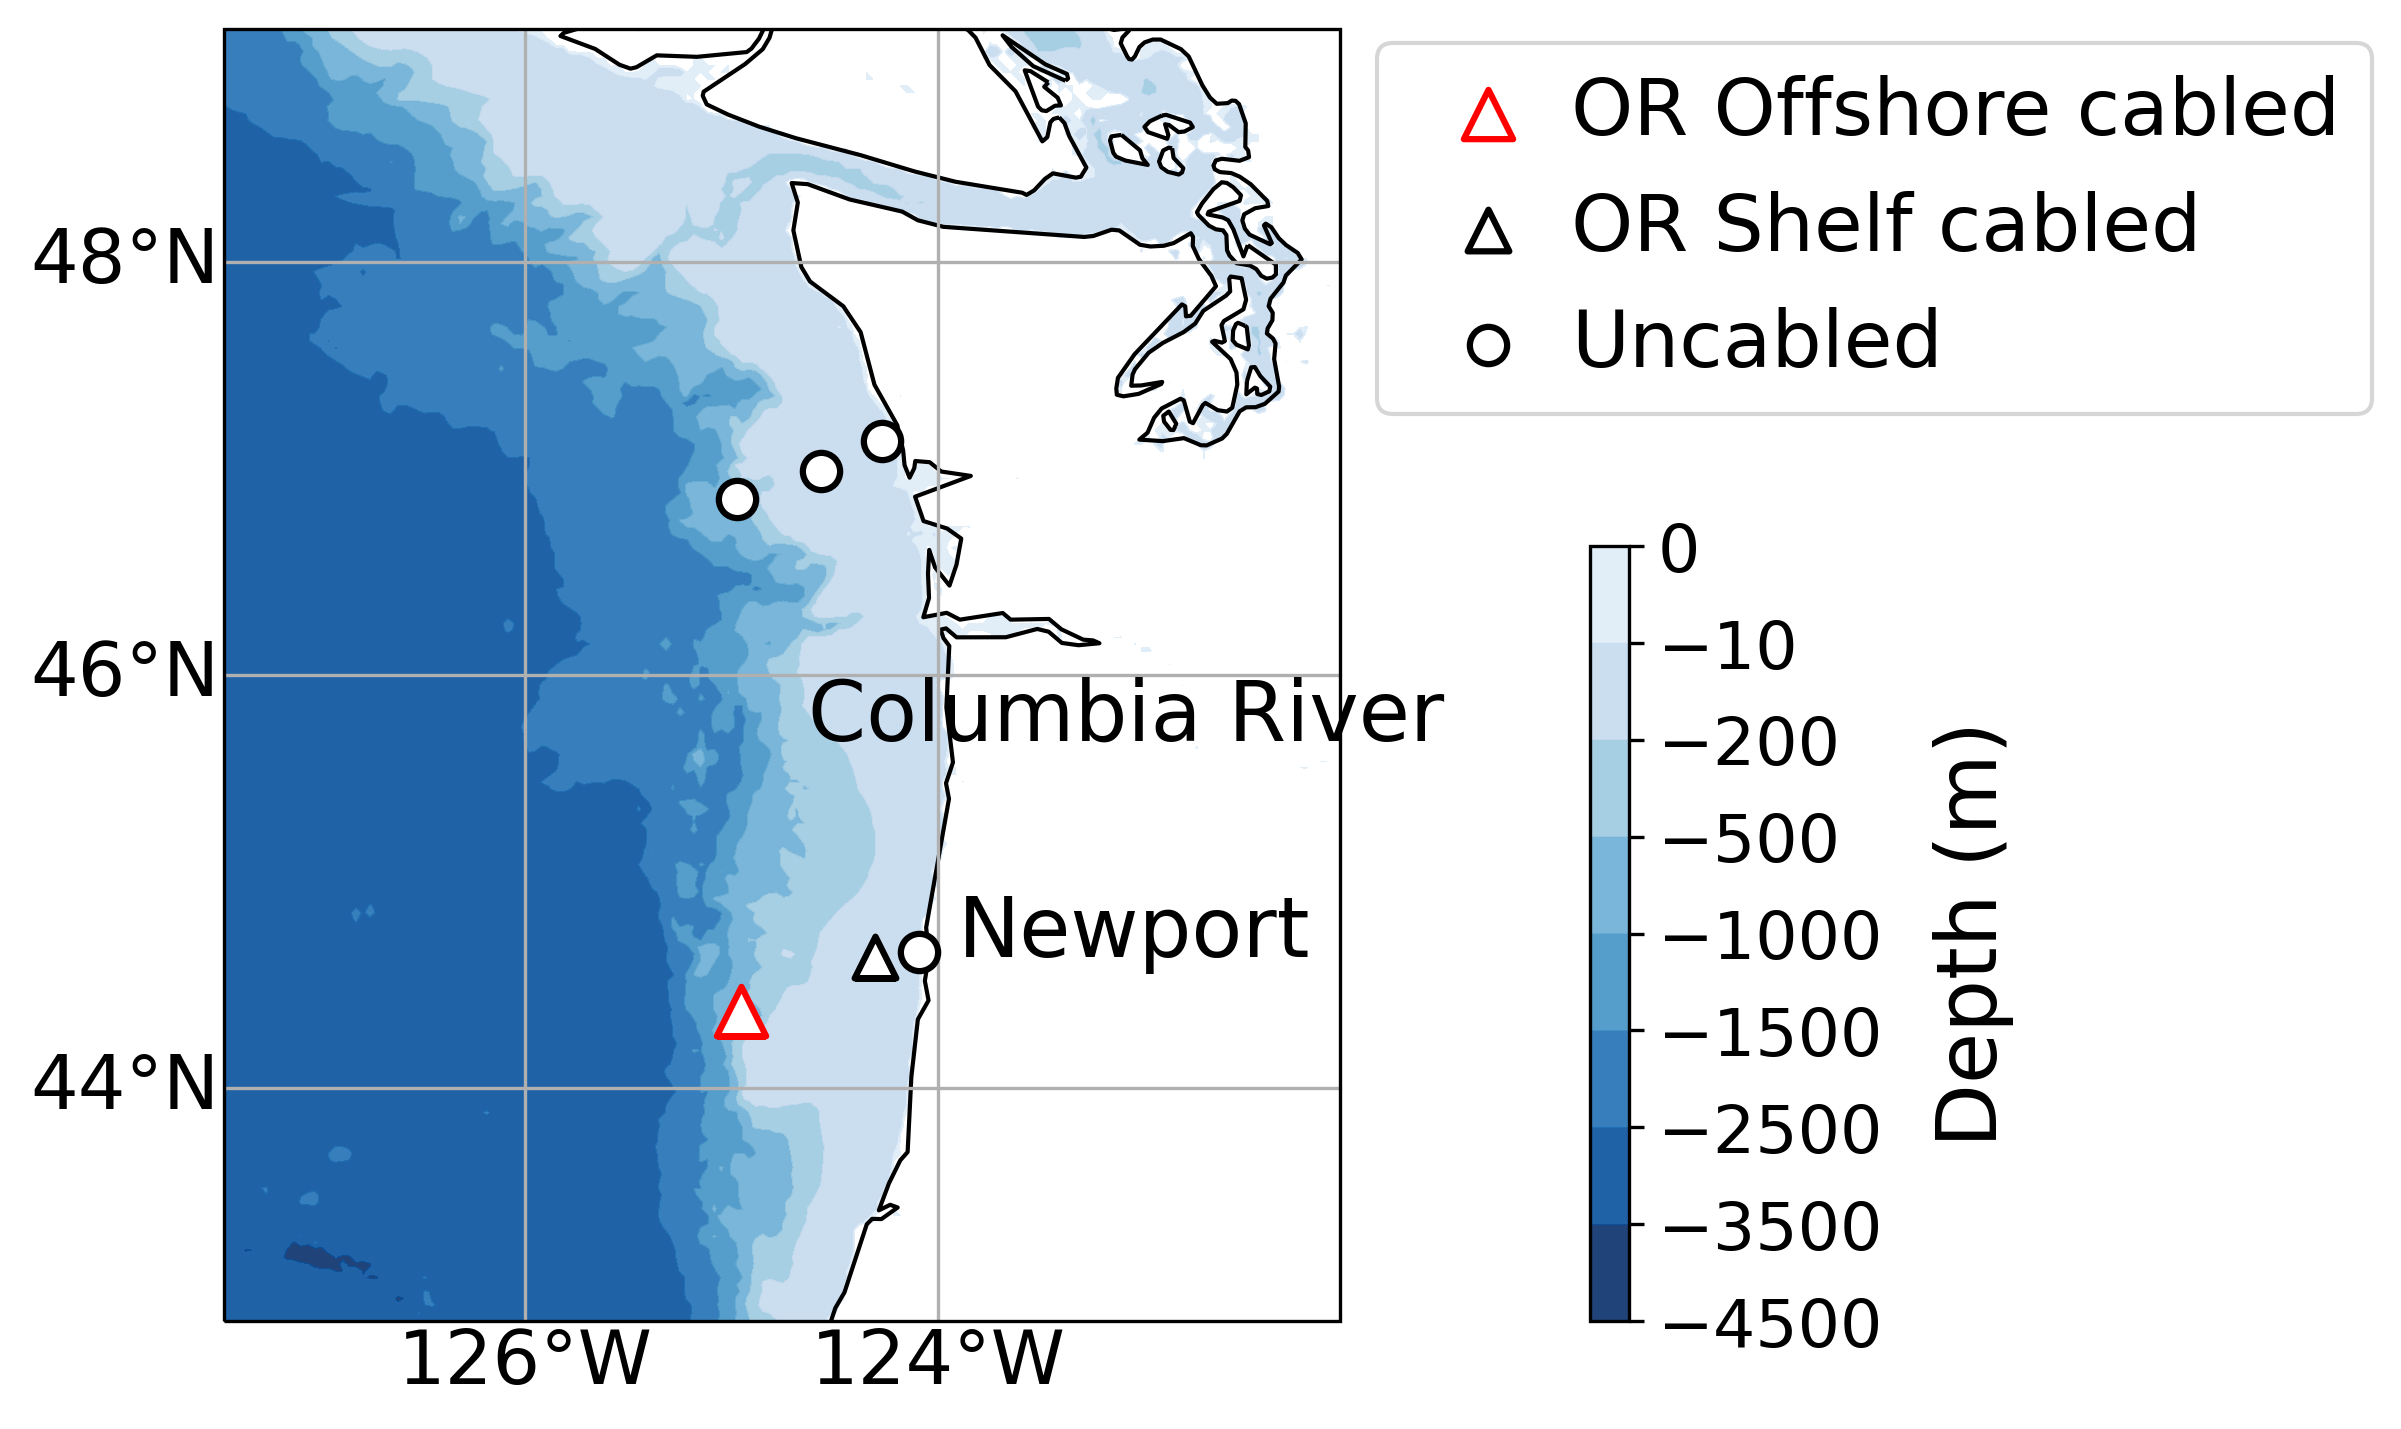 48°N
46°N
44°N
126°W
124°W
Columbia River
Newport
OR Offshore cabled
OR Shelf cabled
Uncabled
0
−10
−200
−500
−1000
−1500
−2500
−3500
−4500
Depth (m)